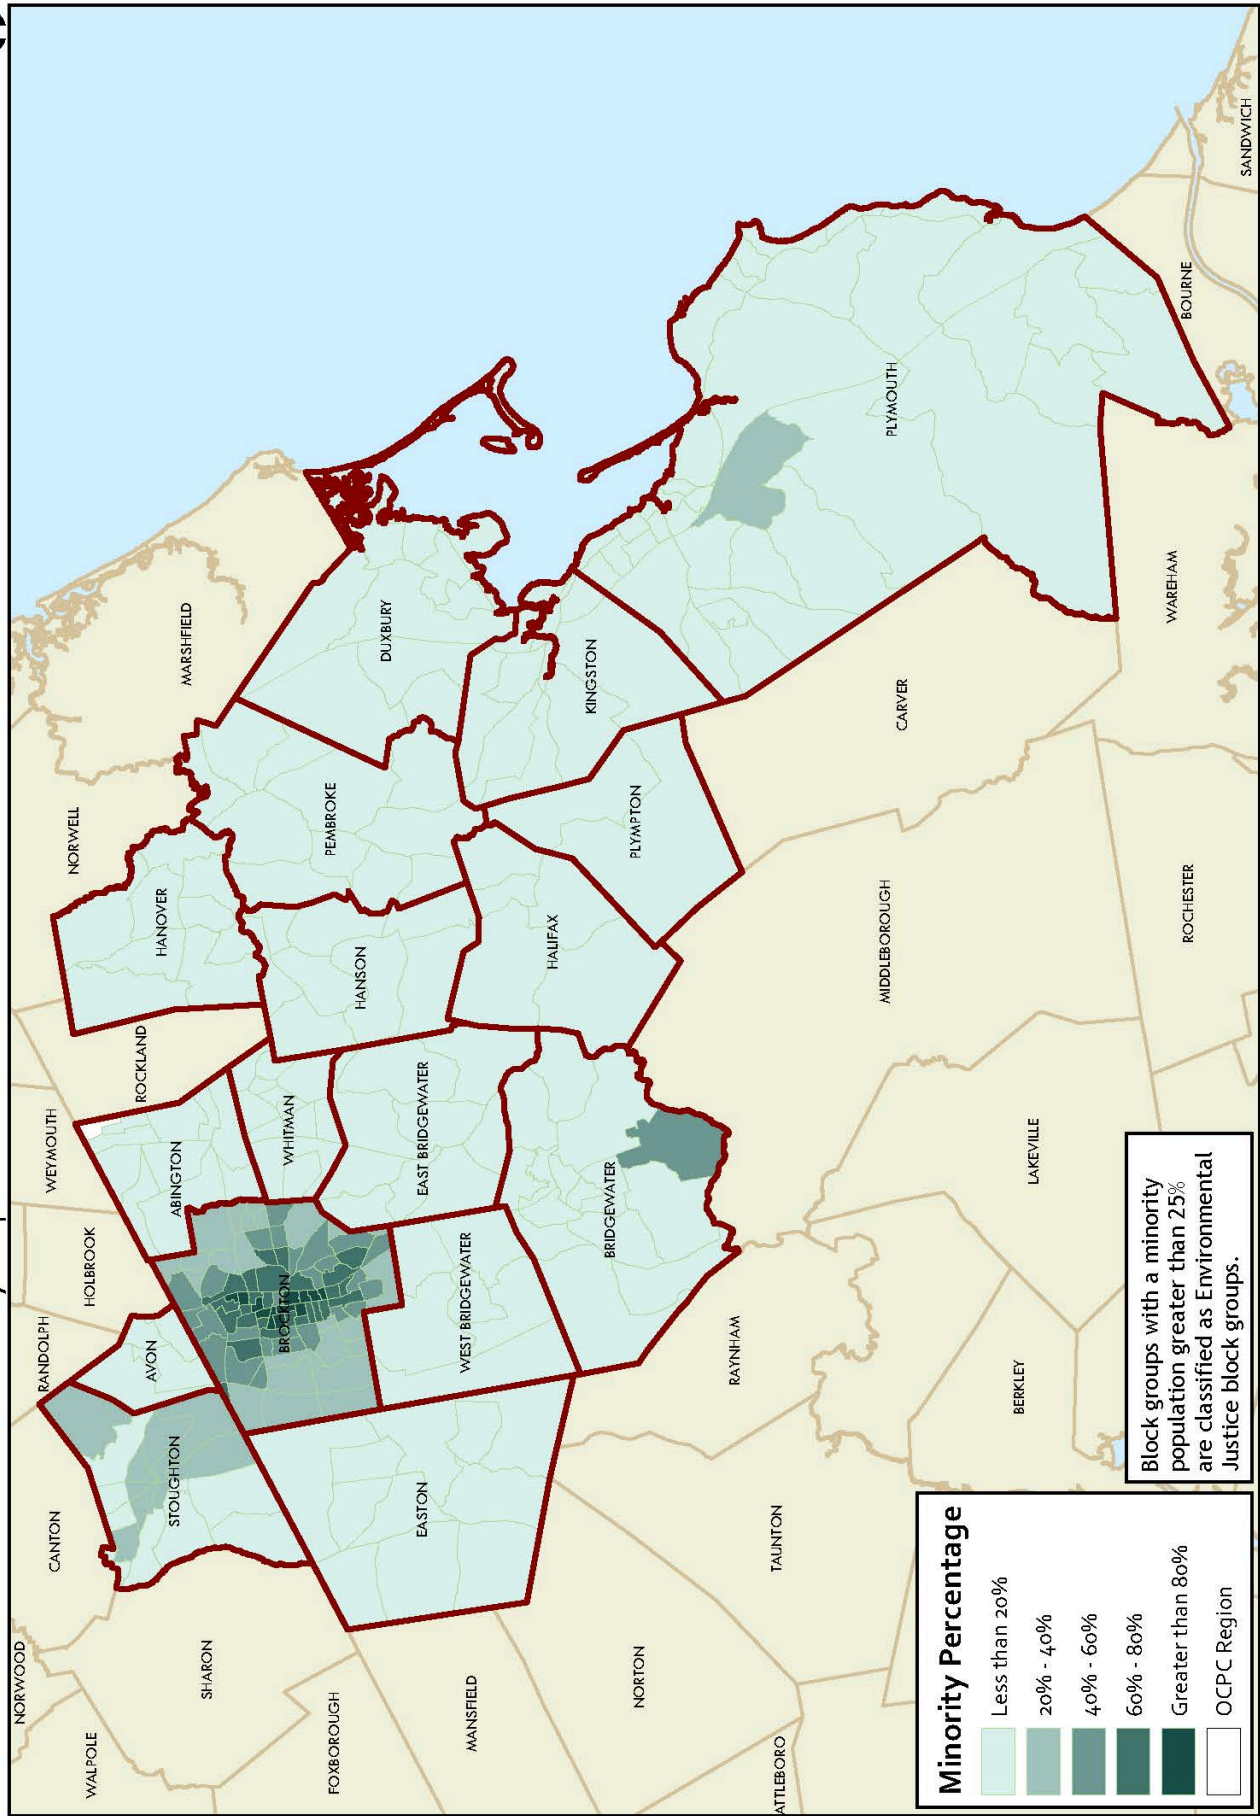 NORWOOD
WALPOLE
SHARON
FOXBOROUGH
MANSFIELD
NORTON
ATTLEBORO
TAUNTON
CANTON
STOUGHTON
EASTON
RANDOLPH
AVON
HOLBROOK
BROCKTON
WEST BRIDGEWATER
BRIDGEWATER
RAYNHAM
BERKLEY
WEYMOUTH
ABINGTON
WHITMAN
EAST BRIDGEWATER
LAKEVILLE
ROCKLAND
HANOVER
HANSON
HALIFAX
MIDDLEBOROUGH
ROCHESTER
NORWELL
PEMBROKE
PLYMPTON
MARSHFIELD
DUXBURY
KINGSTON
CARVER
WAREHAM
PLYMOUTH
BOURNE
SANDWICH
Minority Percentage
Less than 20%
20% - 40%
40% - 60%
60% - 80%
Greater than 80%
OCPC Region
Block groups with a minority
population greater than 25%
are classified as Environmental
Justice block groups.